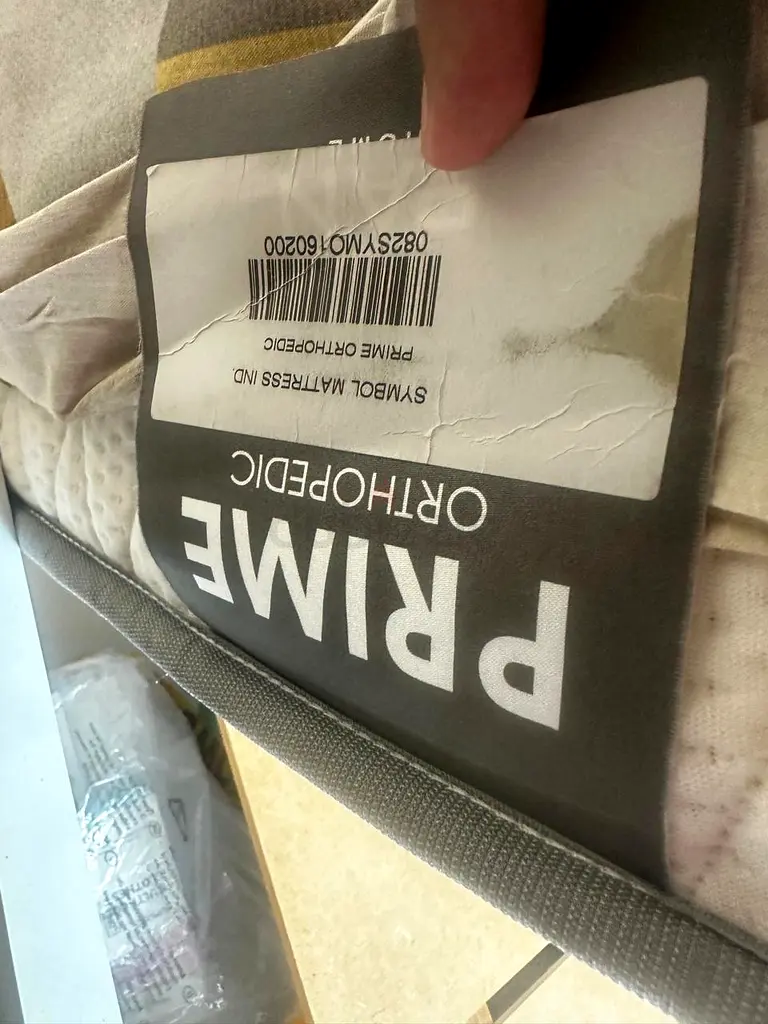 PRIME
ORTHOPEDIC
SYMBOL MATTRESS IND.
PRIME ORTHOPEDIC
082SYMO160200